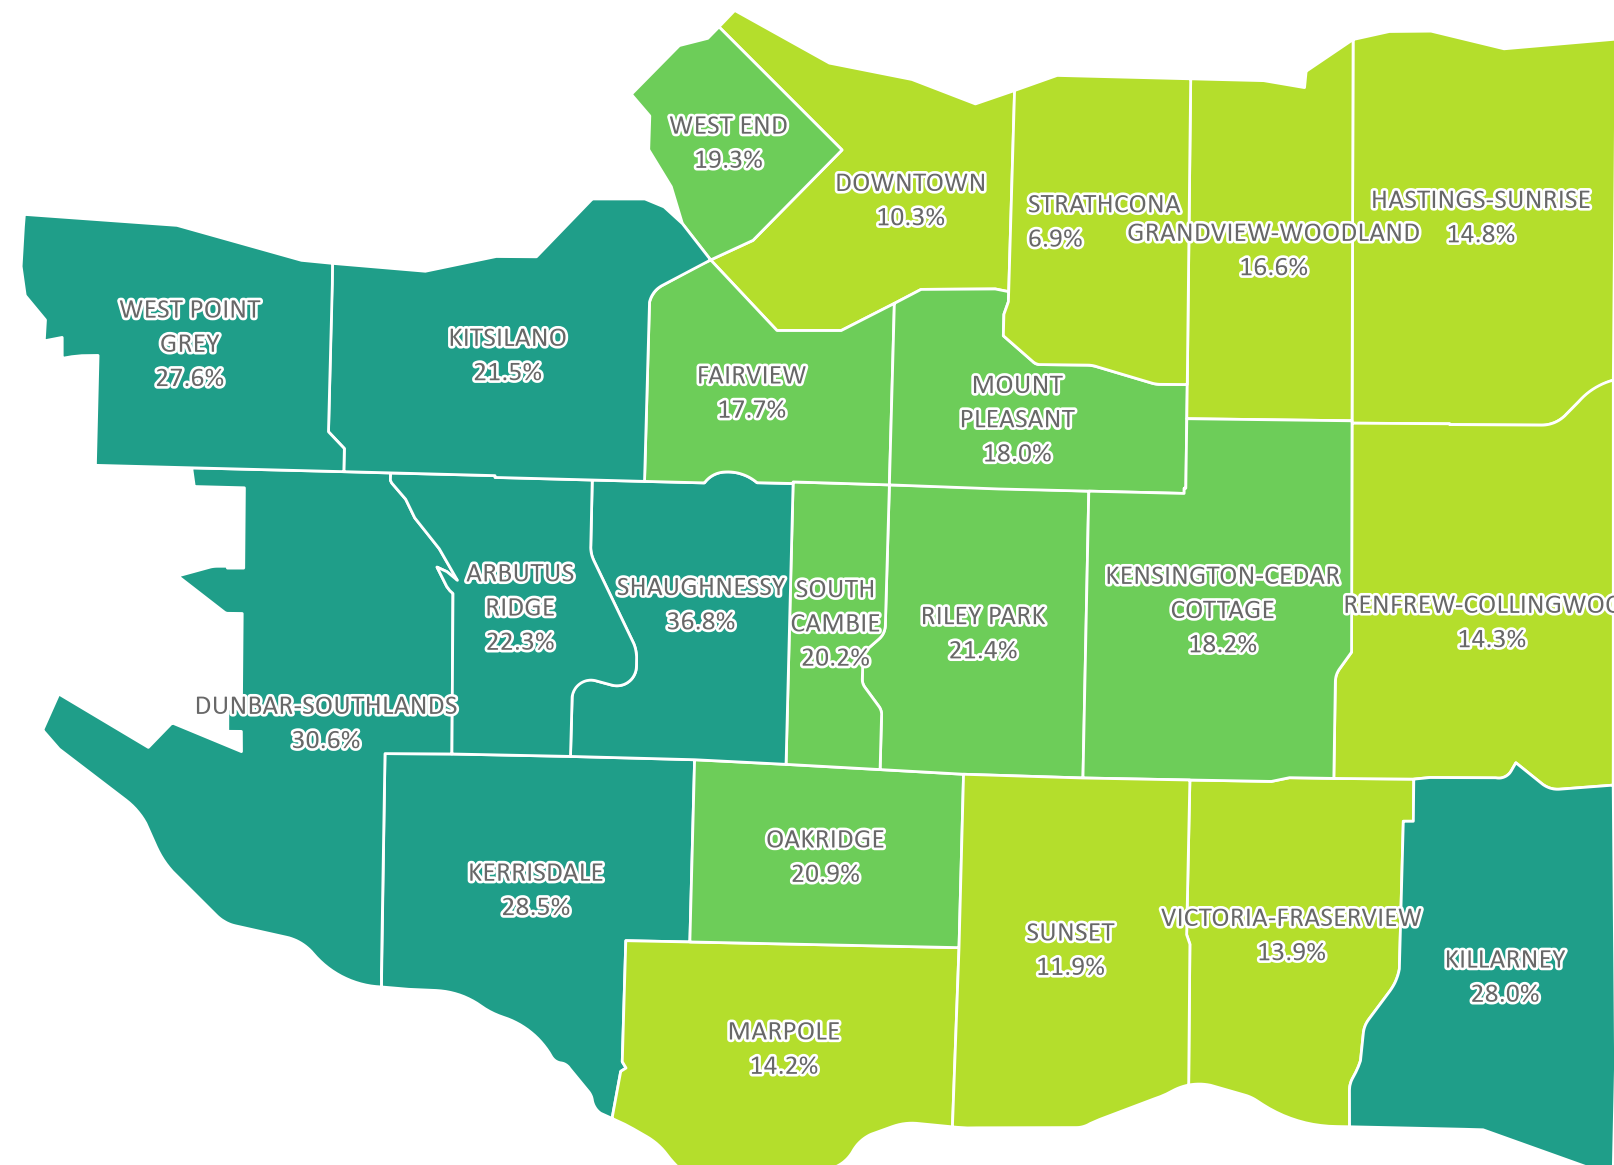 WEST END
19.3%
DOWNTOWN
10.3%
STRATHCONA
6.9%
GRANDVIEW-WOODLAND
16.6%
HASTINGS-SUNRISE
14.8%
WEST POINT
GREY
27.6%
KITSILANO
21.5%
FAIRVIEW
17.7%
MOUNT
PLEASANT
18.0%
ARBUTUS
RIDGE
22.3%
SHAUGHNESSY
36.8%
SOUTH
CAMBIE
20.2%
RILEY PARK
21.4%
KENSINGTON-CEDAR
COTTAGE
18.2%
RENFREW-COLLINGWOO
14.3%
DUNBAR-SOUTHLANDS
30.6%
KERRISDALE
28.5%
OAKRIDGE
20.9%
SUNSET
11.9%
VICTORIA-FRASERVIEW
13.9%
KILLARNEY
28.0%
MARPOLE
14.2%